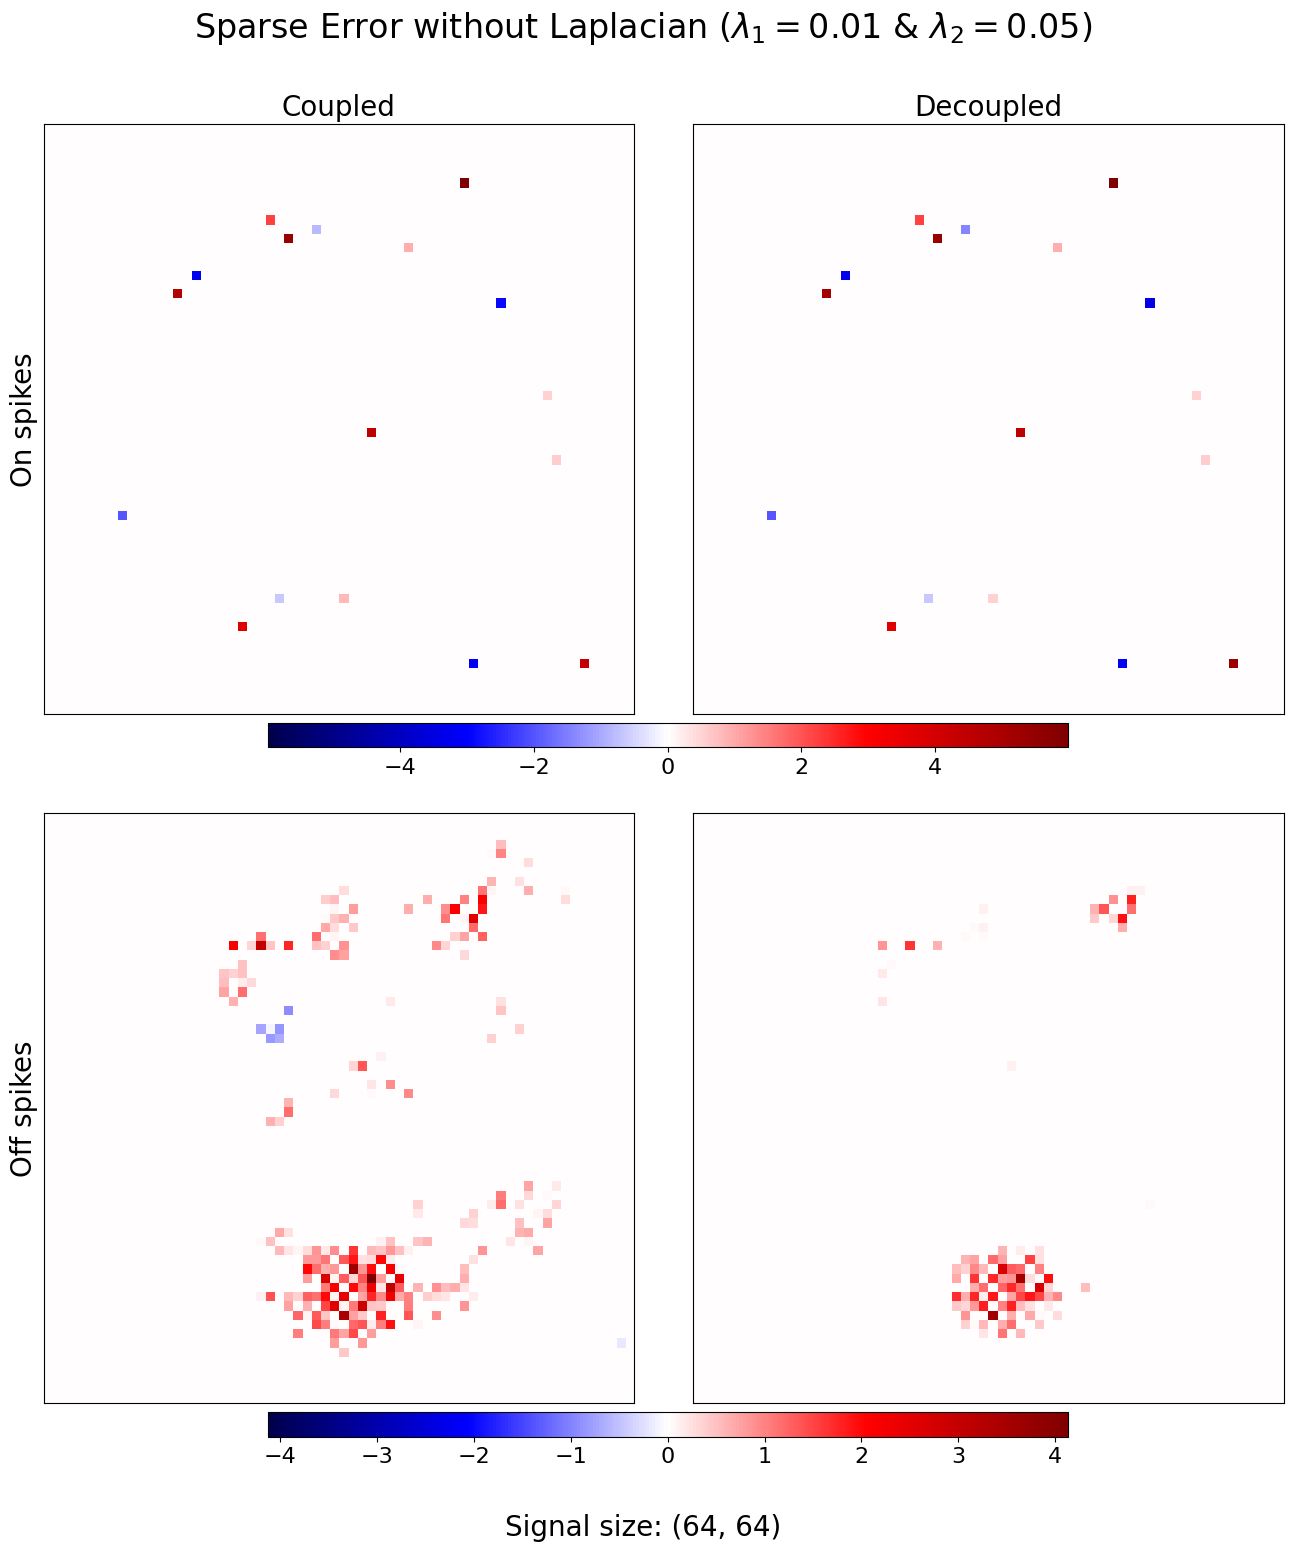 Sparse Error without Laplacian (λ₁ = 0.01 & λ₂ = 0.05)
Coupled Decoupled
On spikes
−4 −2 0 2 4
Off spikes
−4 −3 −2 −1 0 1 2 3 4
Signal size: (64, 64)